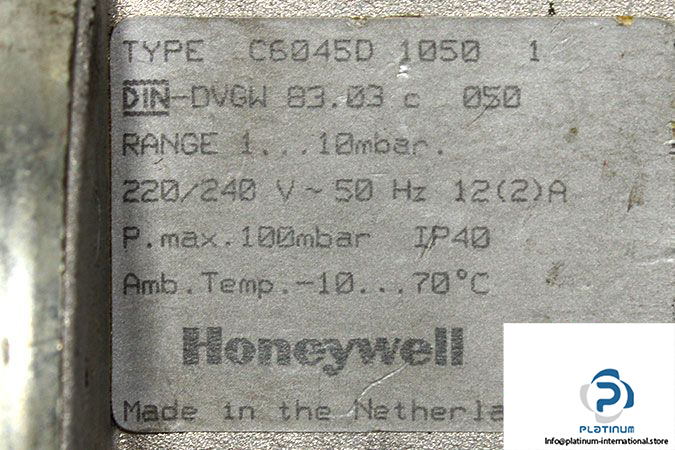 TYPE C6045D 1050 1
DIN-DVGW 83.03 c 050
RANGE 1...10mbar.
220/240 V ~ 50 Hz 12(2)A
P.max.100mbar IP40
Amb.Temp.-10...70°C
Honeywell
Made in the Netherla
PLATINUM
Info@platinum-international.store